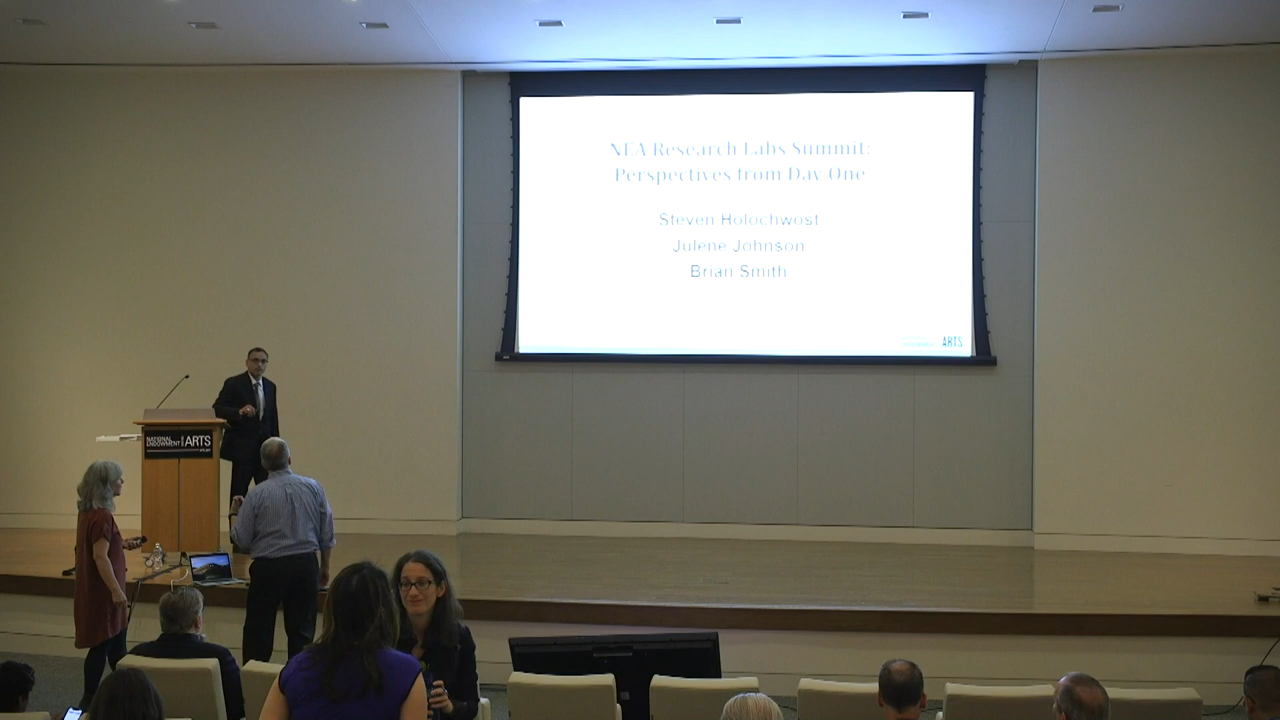 NEA Research Labs Summit:
Perspectives from Day One
Steven Holochwost
Julene Johnson
Brian Smith
ARTS
NATIONAL
ENDOWMENT
ARTS